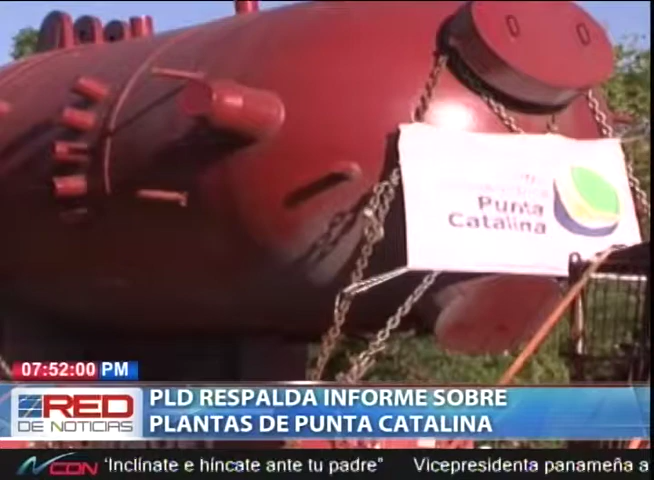 Punta
Catalina
07:52:00 PM
RED
DE NOTICIAS
PLD RESPALDA INFORME SOBRE
PLANTAS DE PUNTA CATALINA
NCDN 'Inclínate e híncate ante tu padre" Vicepresidenta panameña a